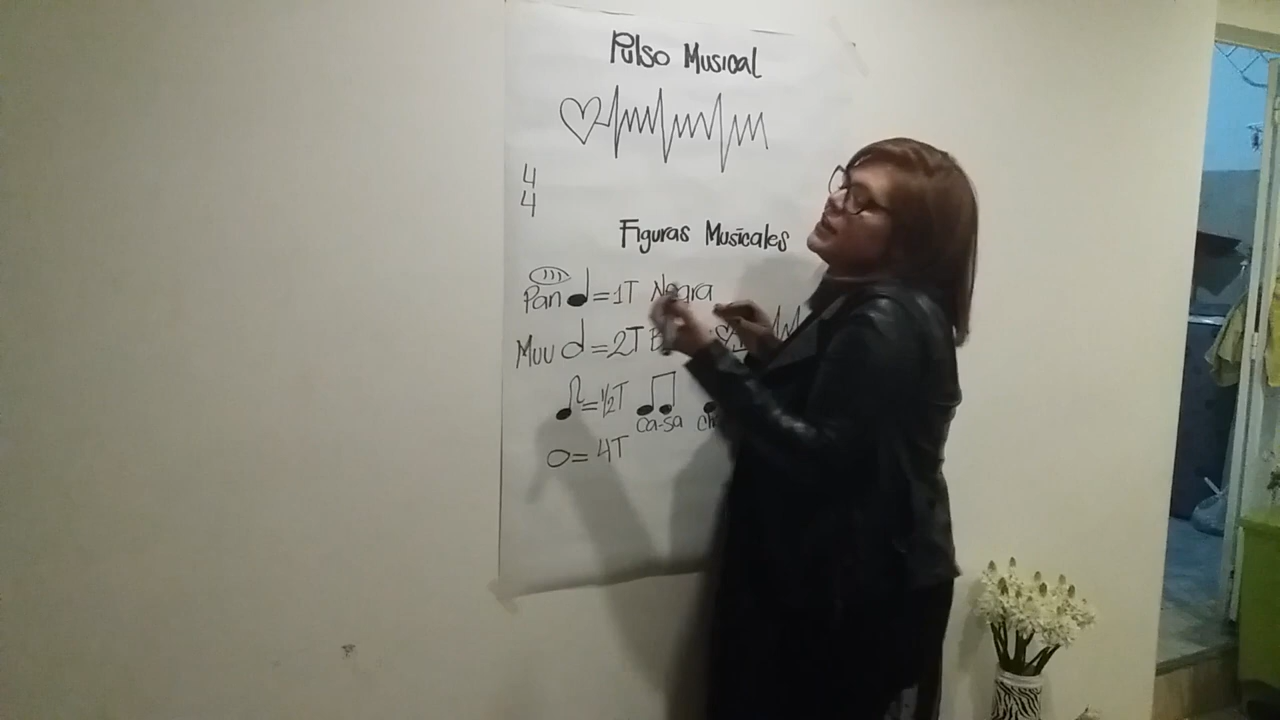 Pulso Musical
4
4
Figuras Musicales
Pan = 1T Negra
Muu = 2T
= 1/2T
ca-sa
= 4T